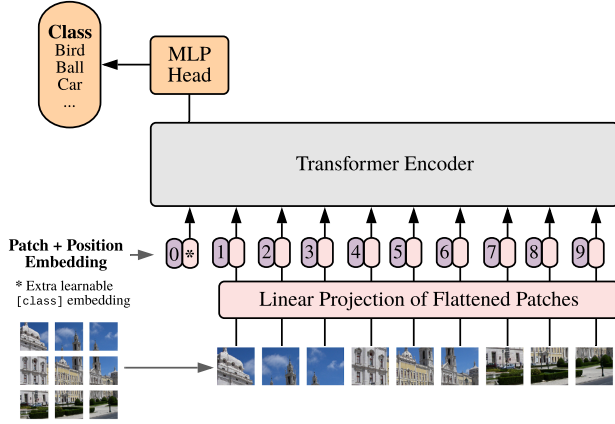 Class
Bird
Ball
Car
...
MLP
Head
Transformer Encoder
Patch + Position
Embedding
0 * 1 2 3 4 5 6 7 8 9
* Extra learnable
[class] embedding
Linear Projection of Flattened Patches